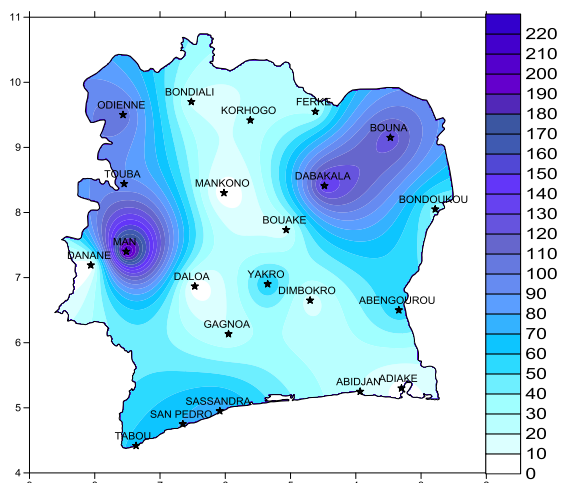 11
220
210
BONDIALI
10
200
ODIENNE
FERKE
190
KORHOGO
180
BOUNA
170
9
160
TOUBA
DABAKALA
150
MANKONO
BONDOUKOU
140
8
130
BOUAKE
120
MAN
110
DANANE
100
7
DALOA
YAKRO
90
DIMBOKRO
ABENGOUROU
80
GAGNOA
70
6
60
50
ABIDJAN
ADIAKE
40
5
SASSANDRA
30
SAN PEDRO
20
TABOU
10
4
0